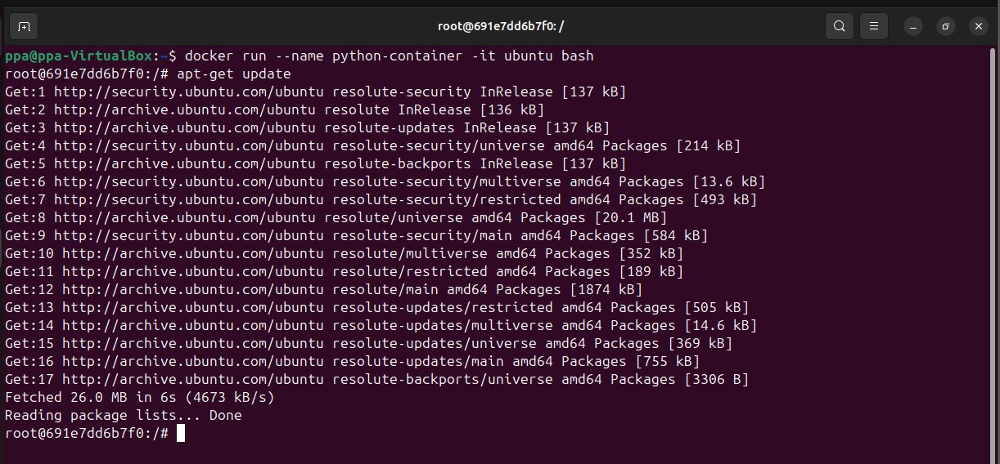 root@691e7dd6b7f0: /
ppa@ppa-VirtualBox:~$ docker run --name python-container -it ubuntu bash
root@691e7dd6b7f0:/# apt-get update
Get:1 http://security.ubuntu.com/ubuntu resolute-security InRelease [137 kB]
Get:2 http://archive.ubuntu.com/ubuntu resolute InRelease [136 kB]
Get:3 http://archive.ubuntu.com/ubuntu resolute-updates InRelease [137 kB]
Get:4 http://security.ubuntu.com/ubuntu resolute-security/universe amd64 Packages [214 kB]
Get:5 http://archive.ubuntu.com/ubuntu resolute-backports InRelease [137 kB]
Get:6 http://security.ubuntu.com/ubuntu resolute-security/multiverse amd64 Packages [13.6 kB]
Get:7 http://security.ubuntu.com/ubuntu resolute-security/restricted amd64 Packages [493 kB]
Get:8 http://archive.ubuntu.com/ubuntu resolute/universe amd64 Packages [20.1 MB]
Get:9 http://security.ubuntu.com/ubuntu resolute-security/main amd64 Packages [584 kB]
Get:10 http://archive.ubuntu.com/ubuntu resolute/multiverse amd64 Packages [352 kB]
Get:11 http://archive.ubuntu.com/ubuntu resolute/restricted amd64 Packages [189 kB]
Get:12 http://archive.ubuntu.com/ubuntu resolute/main amd64 Packages [1874 kB]
Get:13 http://archive.ubuntu.com/ubuntu resolute-updates/restricted amd64 Packages [505 kB]
Get:14 http://archive.ubuntu.com/ubuntu resolute-updates/multiverse amd64 Packages [14.6 kB]
Get:15 http://archive.ubuntu.com/ubuntu resolute-updates/universe amd64 Packages [369 kB]
Get:16 http://archive.ubuntu.com/ubuntu resolute-updates/main amd64 Packages [755 kB]
Get:17 http://archive.ubuntu.com/ubuntu resolute-backports/universe amd64 Packages [3306 B]
Fetched 26.0 MB in 6s (4673 kB/s)
Reading package lists... Done
root@691e7dd6b7f0:/#